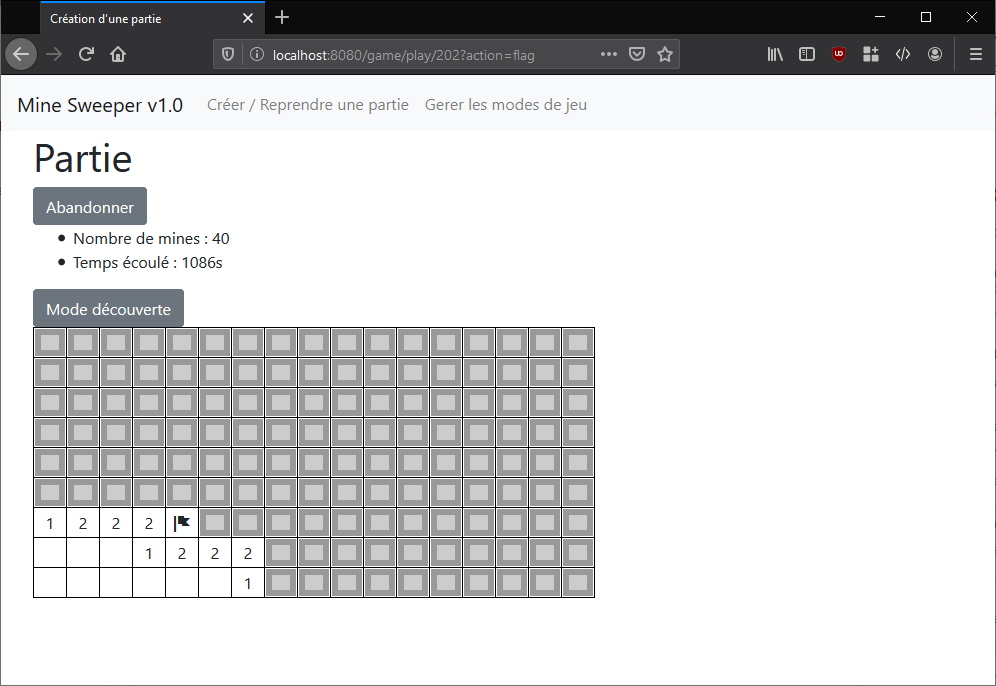 Création d'une partie
localhost:8080/game/play/202?action=flag
Mine Sweeper v1.0 Créer / Reprendre une partie Gerer les modes de jeu
Partie
Abandonner
Nombre de mines : 40
Temps écoulé : 1086s
Mode découverte
1 2 2 2
1 2 2 2
1